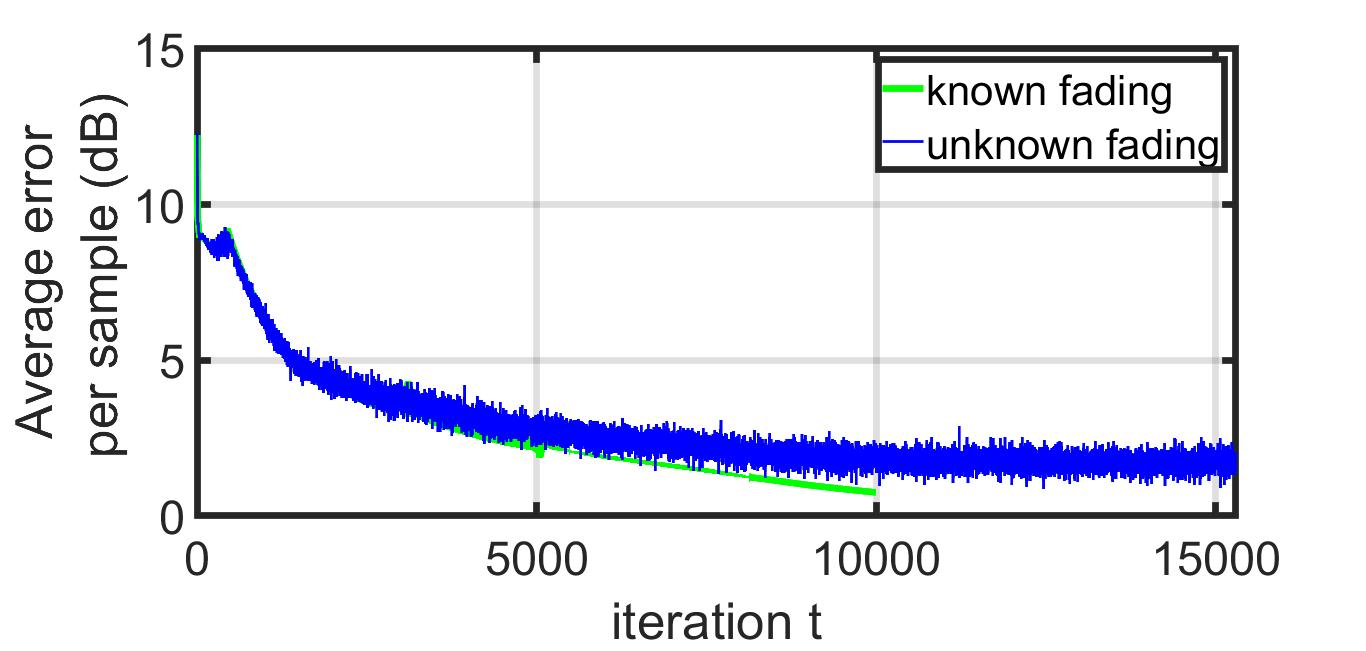 Average error
per sample (dB)
15
10
5
0
known fading
unknown fading
0
5000
10000
15000
iteration t